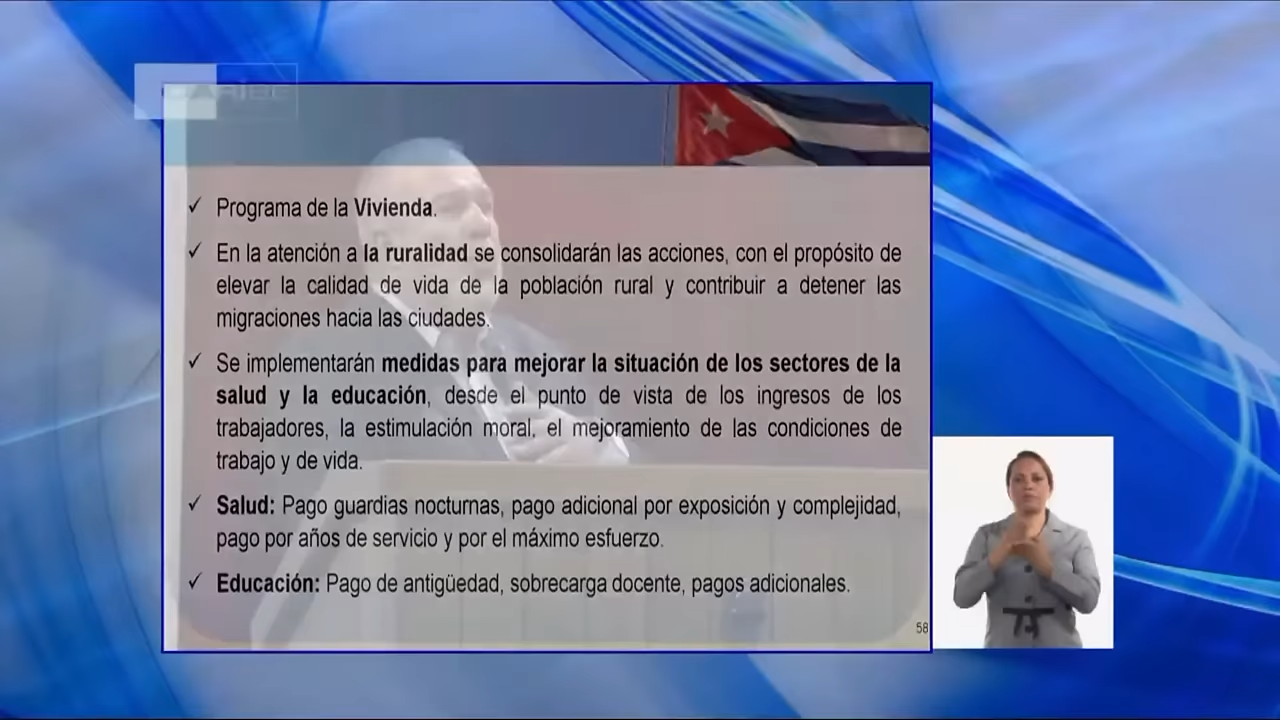 CARIBE
✓ Programa de la Vivienda.
✓ En la atención a la ruralidad se consolidarán las acciones, con el propósito de
elevar la calidad de vida de la población rural y contribuir a detener las
migraciones hacia las ciudades.
✓ Se implementarán medidas para mejorar la situación de los sectores de la
salud y la educación, desde el punto de vista de los ingresos de los
trabajadores, la estimulación moral, el mejoramiento de las condiciones de
trabajo y de vida.
✓ Salud: Pago guardias nocturnas, pago adicional por exposición y complejidad,
pago por años de servicio y por el máximo esfuerzo.
✓ Educación: Pago de antigüedad, sobrecarga docente, pagos adicionales.
58